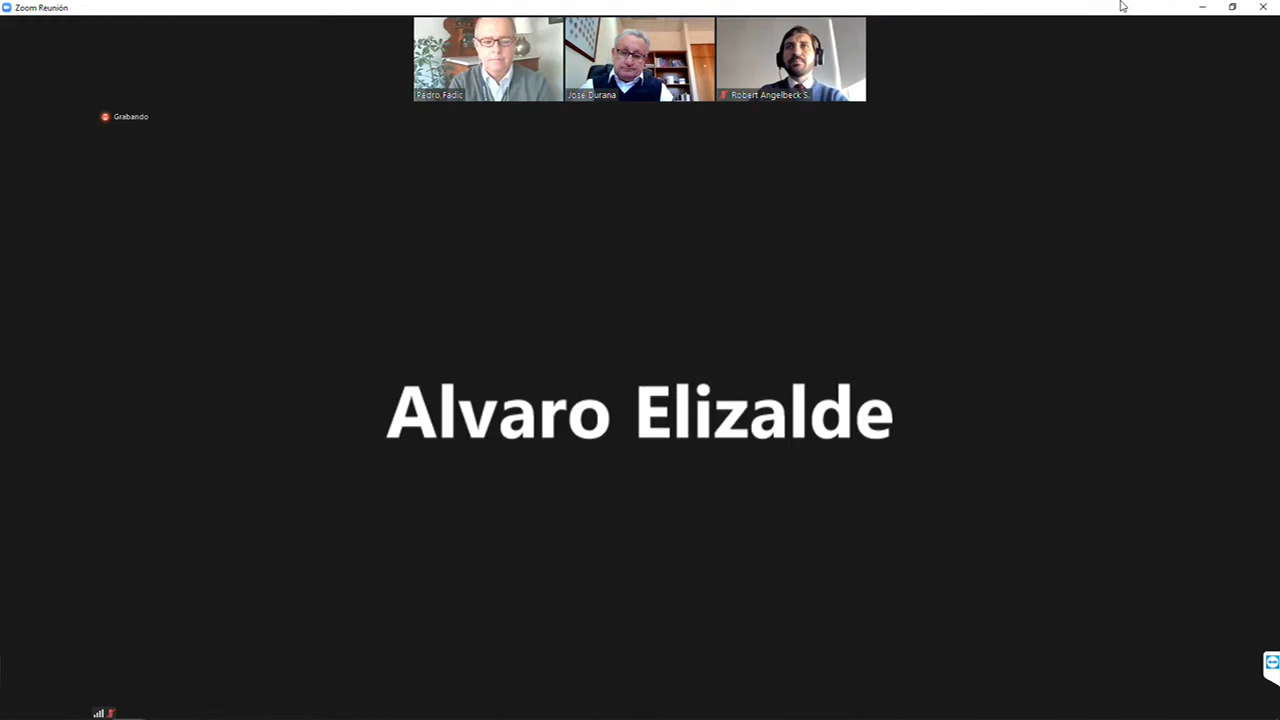 Zoom Reunión
Pedro Fadic
José Durana
Robert Angelbeck S.
Grabando
Alvaro Elizalde